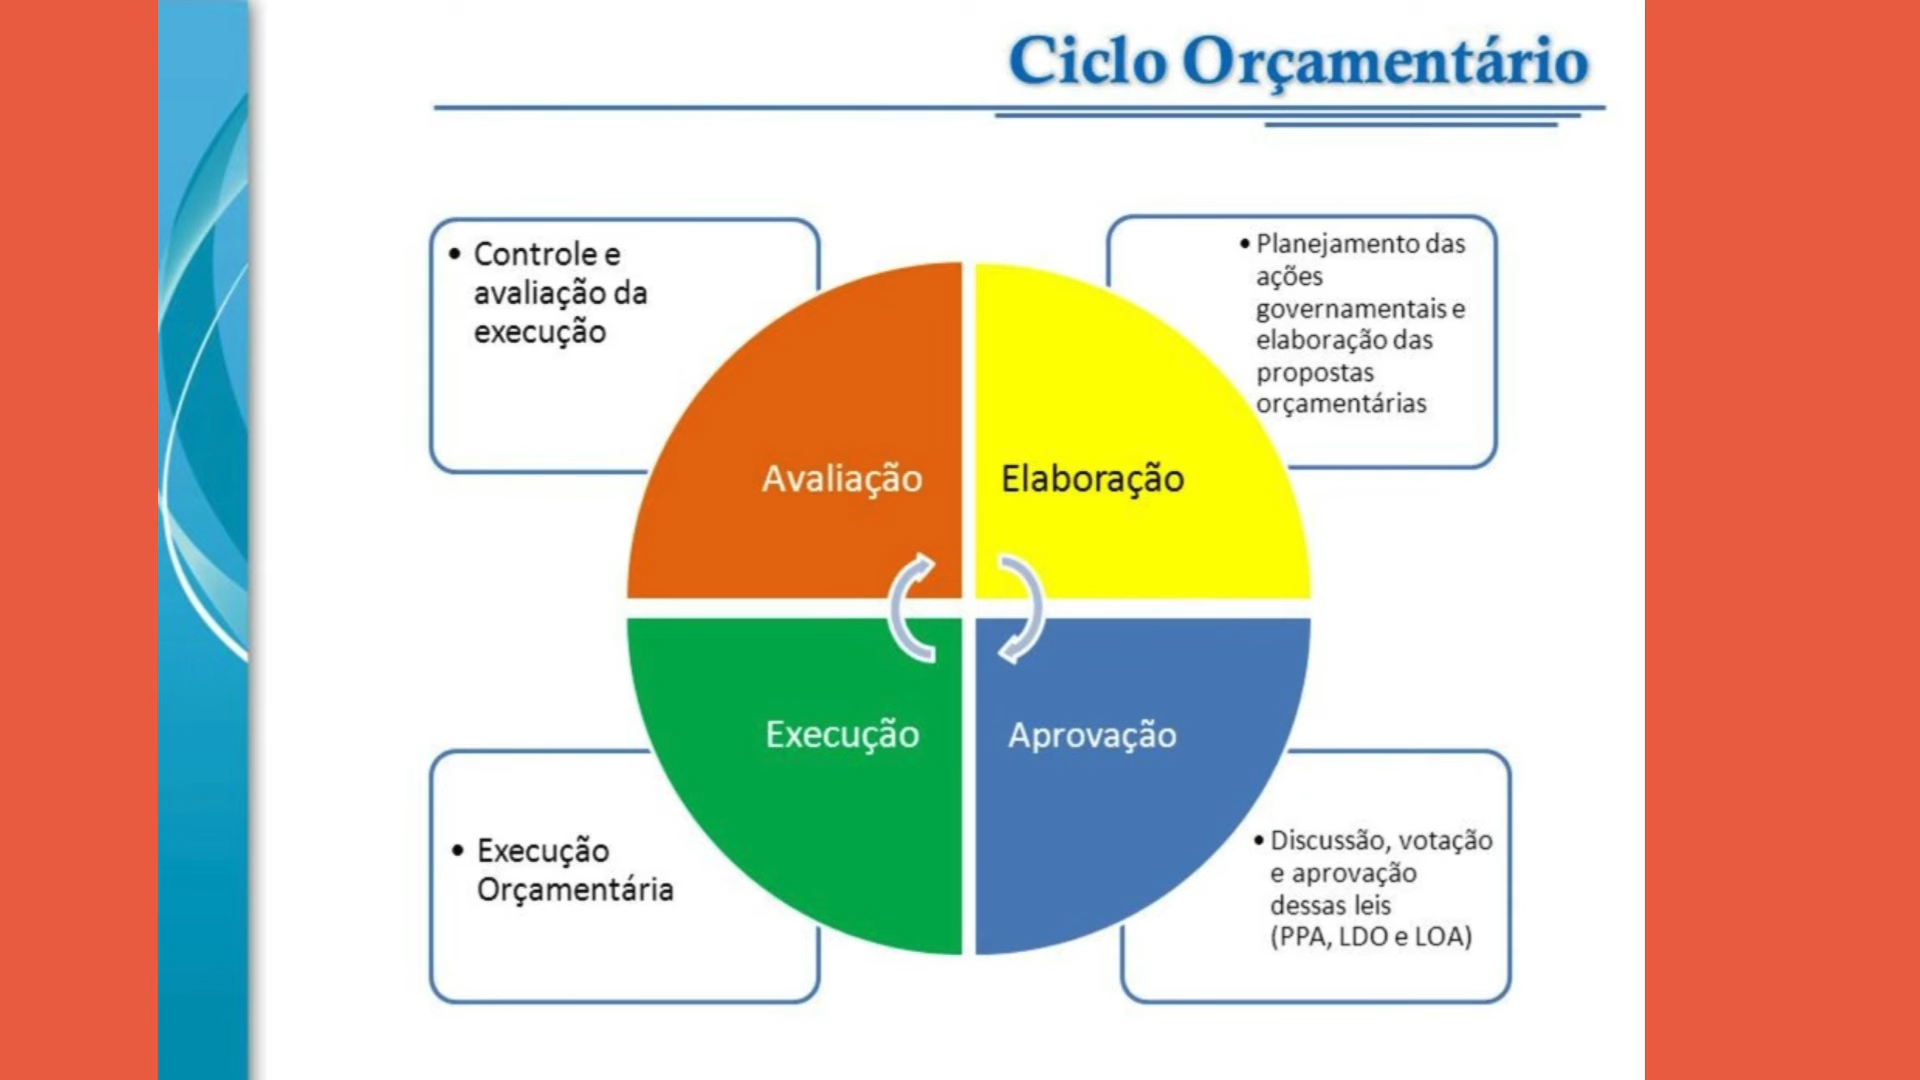 Ciclo Orçamentário
• Controle e
avaliação da
execução
• Planejamento das
ações
governamentais e
elaboração das
propostas
orçamentárias
Avaliação
Elaboração
Execução
Aprovação
• Execução
Orçamentária
• Discussão, votação
e aprovação
dessas leis
(PPA, LDO e LOA)